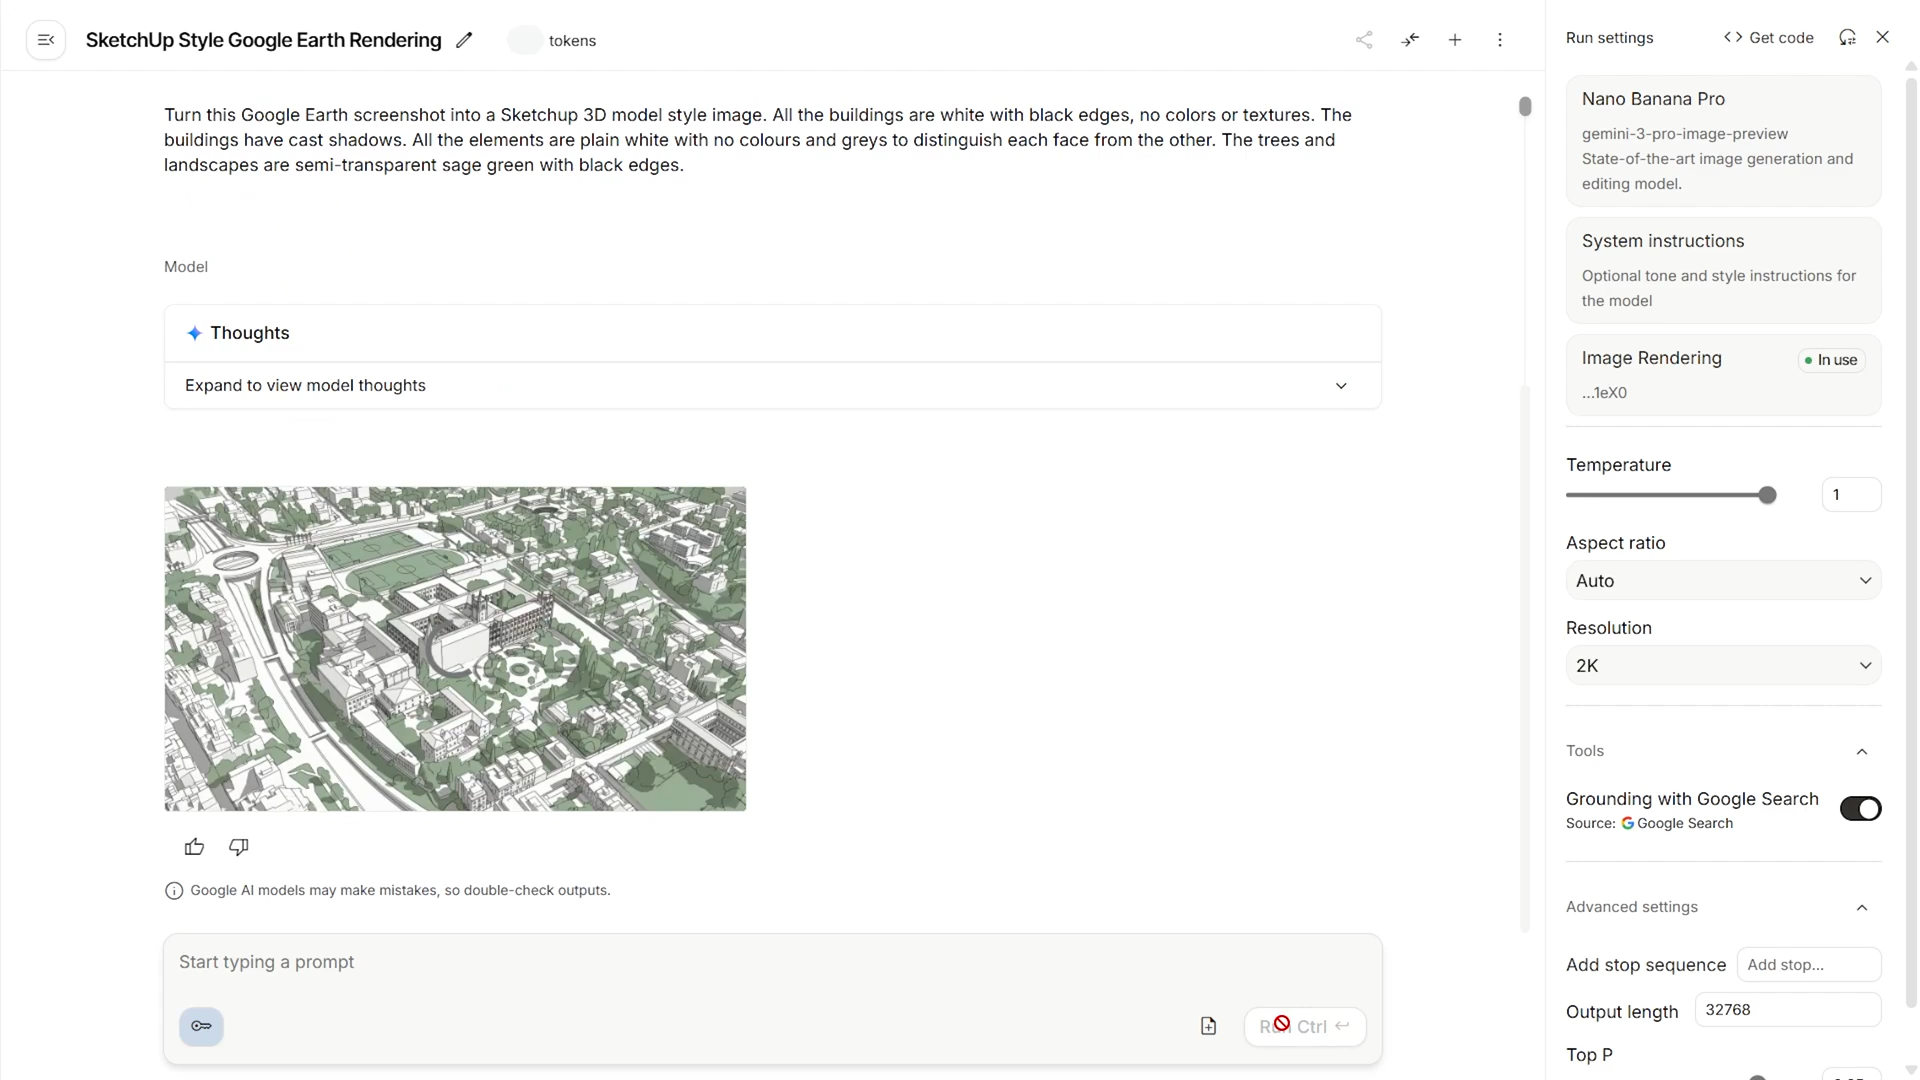 SketchUp Style Google Earth Rendering
tokens
Turn this Google Earth screenshot into a Sketchup 3D model style image. All the buildings are white with black edges, no colors or textures. The
buildings have cast shadows. All the elements are plain white with no colours and greys to distinguish each face from the other. The trees and
landscapes are semi-transparent sage green with black edges.
Model
Thoughts
Expand to view model thoughts
Google AI models may make mistakes, so double-check outputs.
Start typing a prompt
Ctrl
Run settings
Get code
Nano Banana Pro
gemini-3-pro-image-preview
State-of-the-art image generation and
editing model.
System instructions
Optional tone and style instructions for
the model
Image Rendering
In use
...1eX0
Temperature
1
Aspect ratio
Auto
Resolution
2K
Tools
Grounding with Google Search
Source: Google Search
Advanced settings
Add stop sequence
Add stop...
Output length
32768
Top P